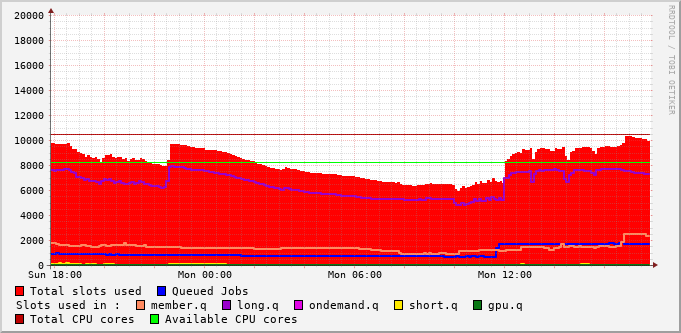 20000
18000
16000
14000
12000
10000
8000
6000
4000
2000
0
Sun 18:00 Mon 00:00 Mon 06:00 Mon 12:00
Total slots used Queued Jobs
Slots used in : member.q long.q ondemand.q short.q gpu.q
Total CPU cores Available CPU cores
RRDTOOL / TOBI OETIKER